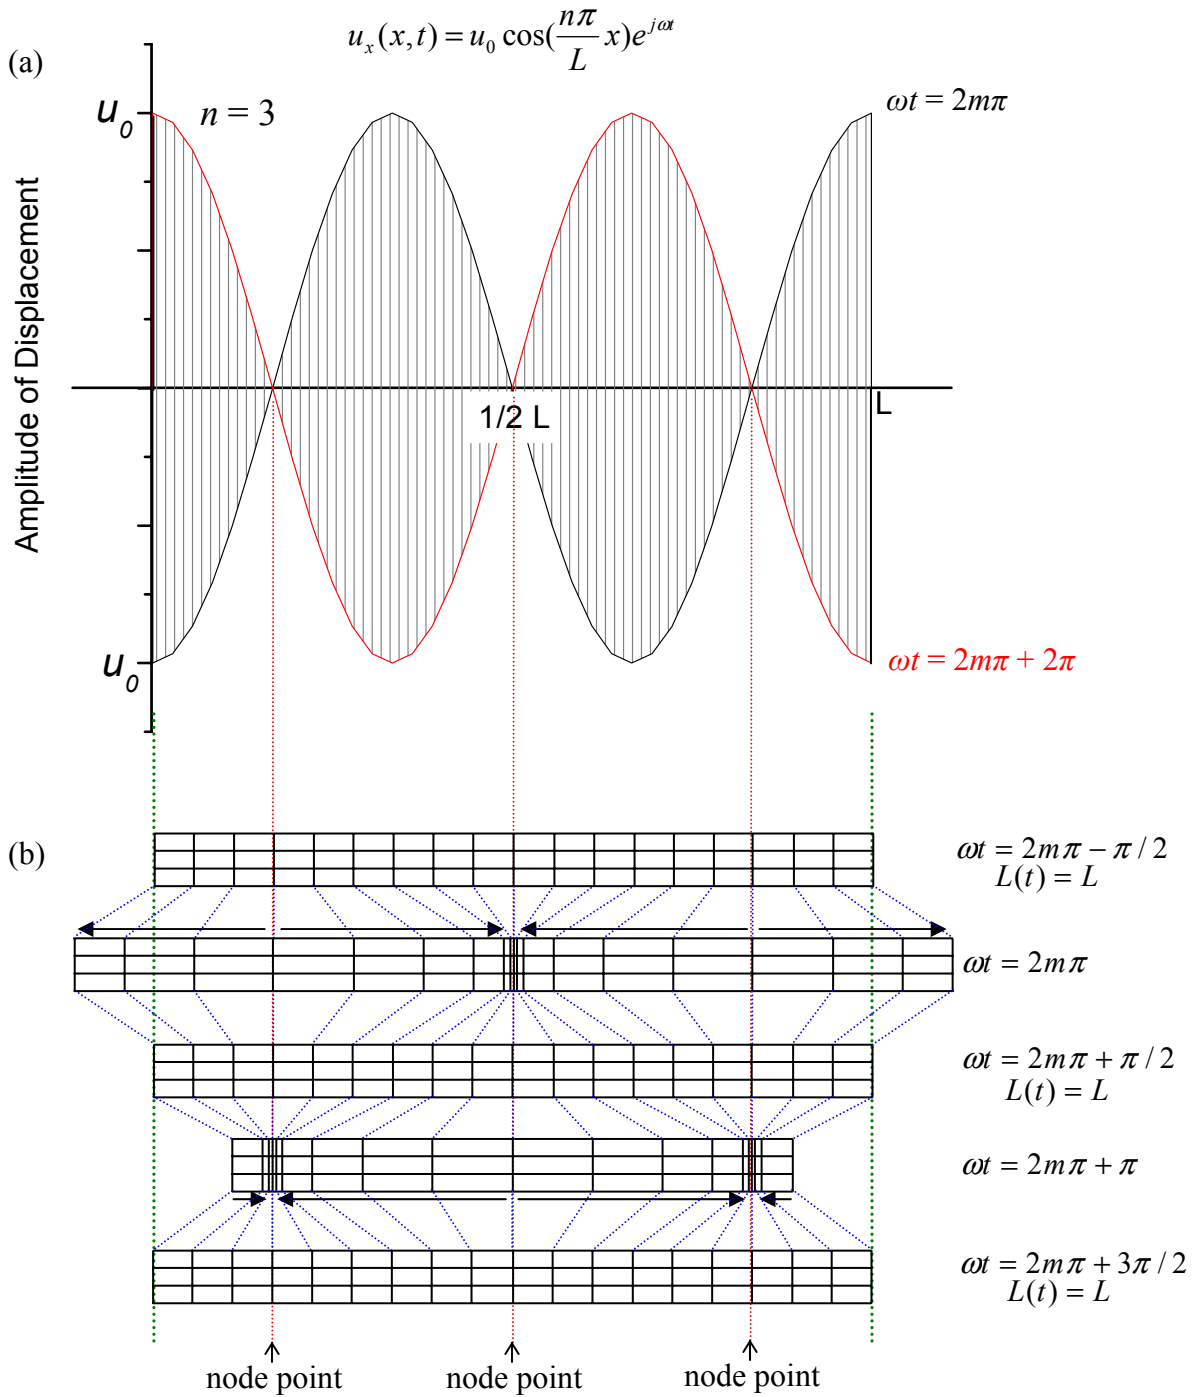 u_x(x,t) = u_0 cos(\frac{nπ}{L} x)e^{jωt}
(a)
u_0
n = 3
ωt = 2mπ
Amplitude of Displacement
1/2 L
L
u_0
ωt = 2mπ + 2π
(b)
ωt = 2mπ − π / 2
L(t) = L
ωt = 2mπ
ωt = 2mπ + π / 2
L(t) = L
ωt = 2mπ + π
ωt = 2mπ + 3π / 2
L(t) = L
node point
node point
node point